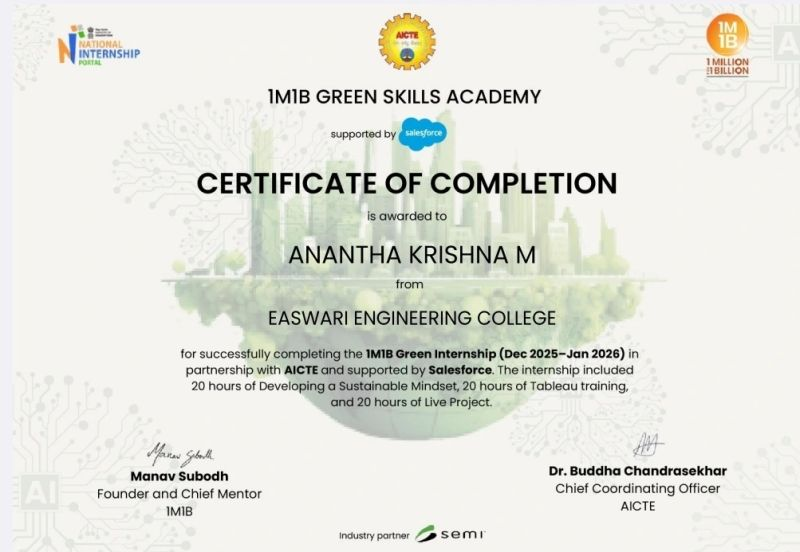 NATIONAL
INTERNSHIP
PORTAL
AICTE
1M
1B
1 MILLION
1 BILLION
AI
1M1B GREEN SKILLS ACADEMY
supported by salesforce
CERTIFICATE OF COMPLETION
is awarded to
ANANTHA KRISHNA M
from
EASWARI ENGINEERING COLLEGE
for successfully completing the 1M1B Green Internship (Dec 2025–Jan 2026) in
partnership with AICTE and supported by Salesforce. The internship included
20 hours of Developing a Sustainable Mindset, 20 hours of Tableau training,
and 20 hours of Live Project.
Manav Subodh
Manav Subodh
Founder and Chief Mentor
1M1B
Dr. Buddha Chandrasekhar
Chief Coordinating Officer
AICTE
AI
Industry partner semi